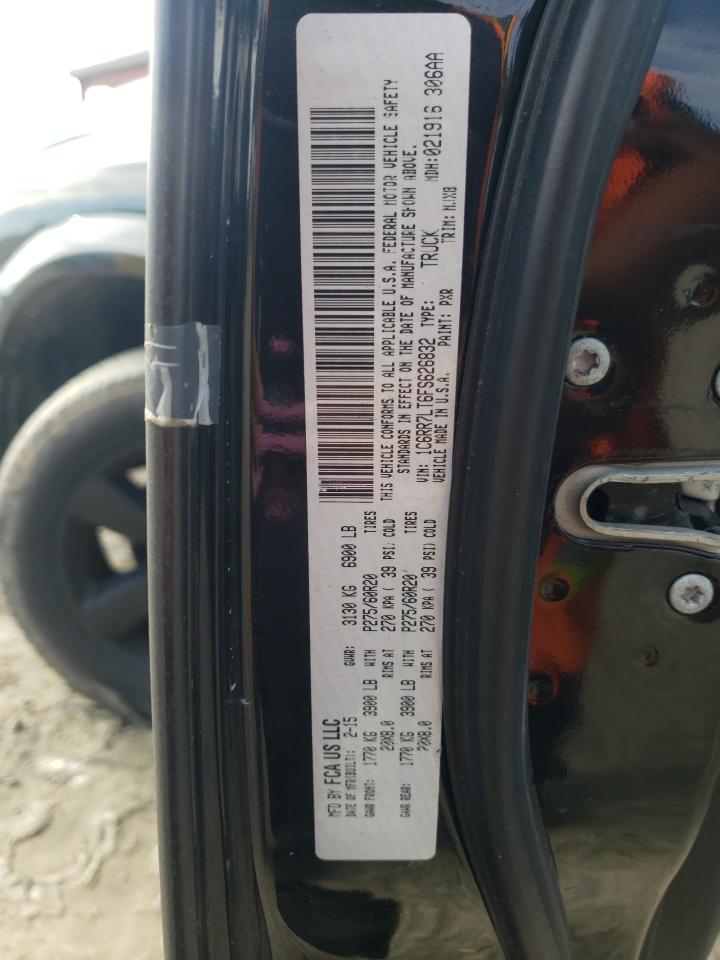 MFD BY FCA US LLC
DATE OF MFR(BUILT): 2-15 GVWR: 3130 KG 6900 LB
GAWR FRONT: 1770 KG 3900 LB WITH P275/60R20 TIRES
20X8.0 RIMS AT 270 KPA( 39 PSI) COLD
GAWR REAR: 1770 KG 3900 LB WITH P275/60R20 TIRES
20X8.0 RIMS AT 270 KPA( 39 PSI) COLD
THIS VEHICLE CONFORMS TO ALL APPLICABLE U.S.A. FEDERAL MOTOR VEHICLE SAFETY
STANDARDS IN EFFECT ON THE DATE OF MANUFACTURE SHOWN ABOVE.
VIN: 1C6RR7LT6FS626832 TYPE: TRUCK MDH:021916 306AA
VEHICLE MADE IN U.S.A. PAINT: PXR TRIM: MJX8